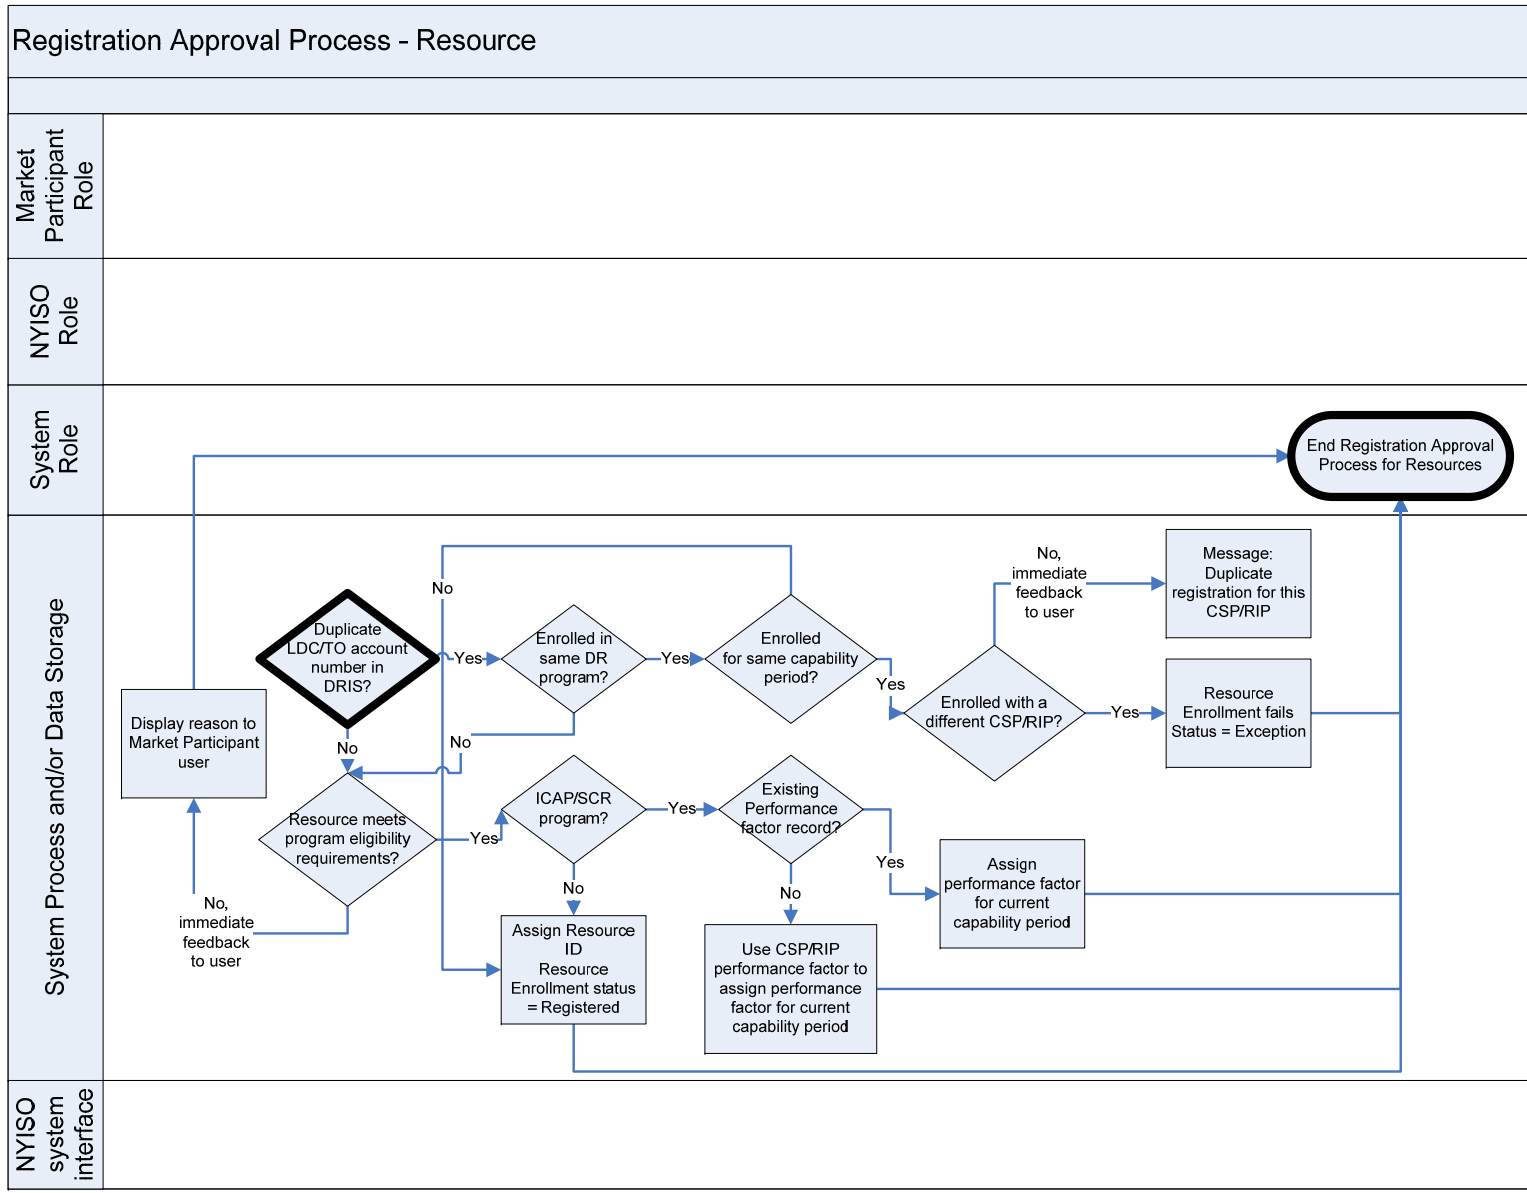 Registration Approval Process - Resource
Market
Participant
Role
NYISO
Role
System
Role
End Registration Approval
Process for Resources
System Process and/or Data Storage
Duplicate
LDC/TO account
number in
DRIS?
Yes
No
Enrolled in
same DR
program?
Yes
No
Enrolled
for same capability
period?
No
Yes
Enrolled with a
different CSP/RIP?
No,
immediate
feedback
to user
Message:
Duplicate
registration for this
CSP/RIP
Yes
Resource
Enrollment fails
Status = Exception
Display reason to
Market Participant
user
Resource meets
program eligibility
requirements?
No,
immediate
feedback
to user
Yes
ICAP/SCR
program?
Yes
No
Existing
Performance
factor record?
Yes
No
Assign
performance factor
for current
capability period
Assign Resource
ID
Resource
Enrollment status
= Registered
Use CSP/RIP
performance factor to
assign performance
factor for current
capability period
NYISO
system
interface